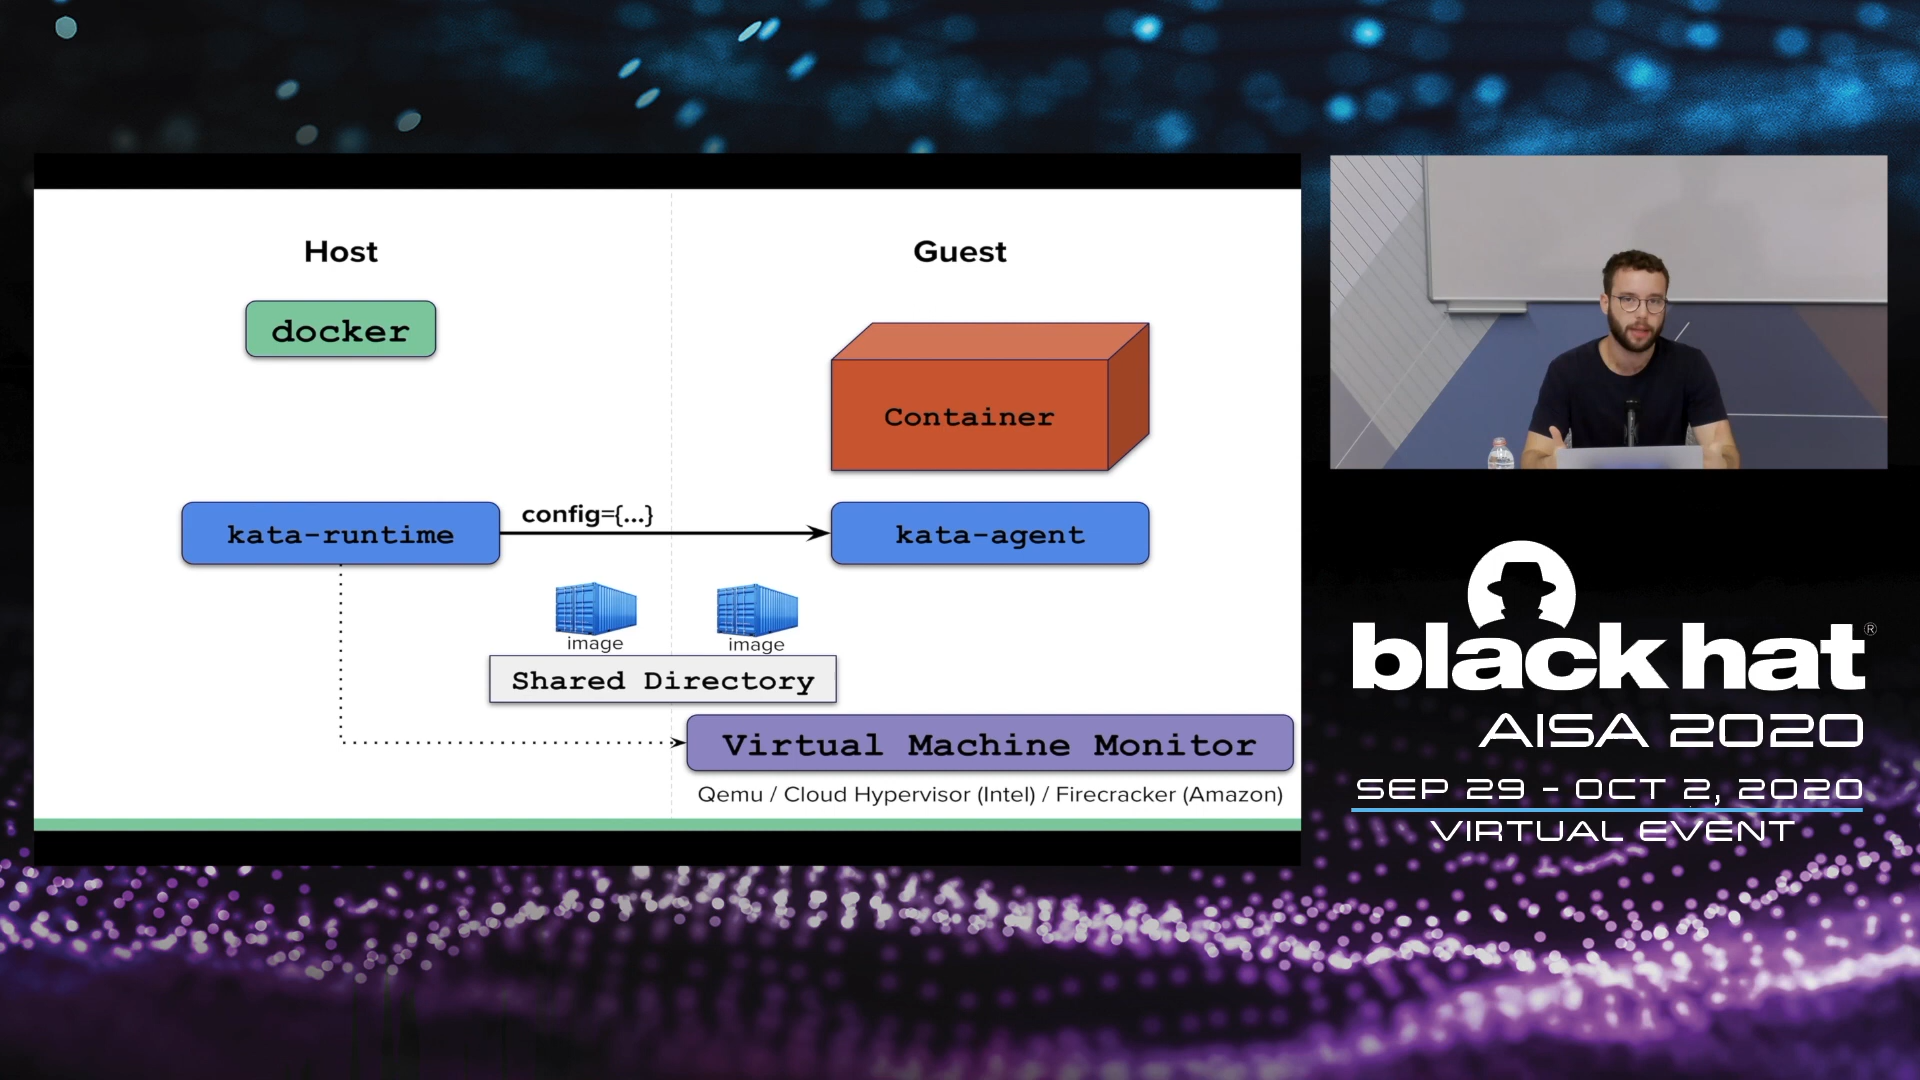 Host
Guest
docker
Container
kata-runtime
config={...}
kata-agent
image
image
Shared Directory
Virtual Machine Monitor
Qemu / Cloud Hypervisor (Intel) / Firecracker (Amazon)
black hat®
AISA 2020
SEP 29 - OCT 2, 2020
VIRTUAL EVENT